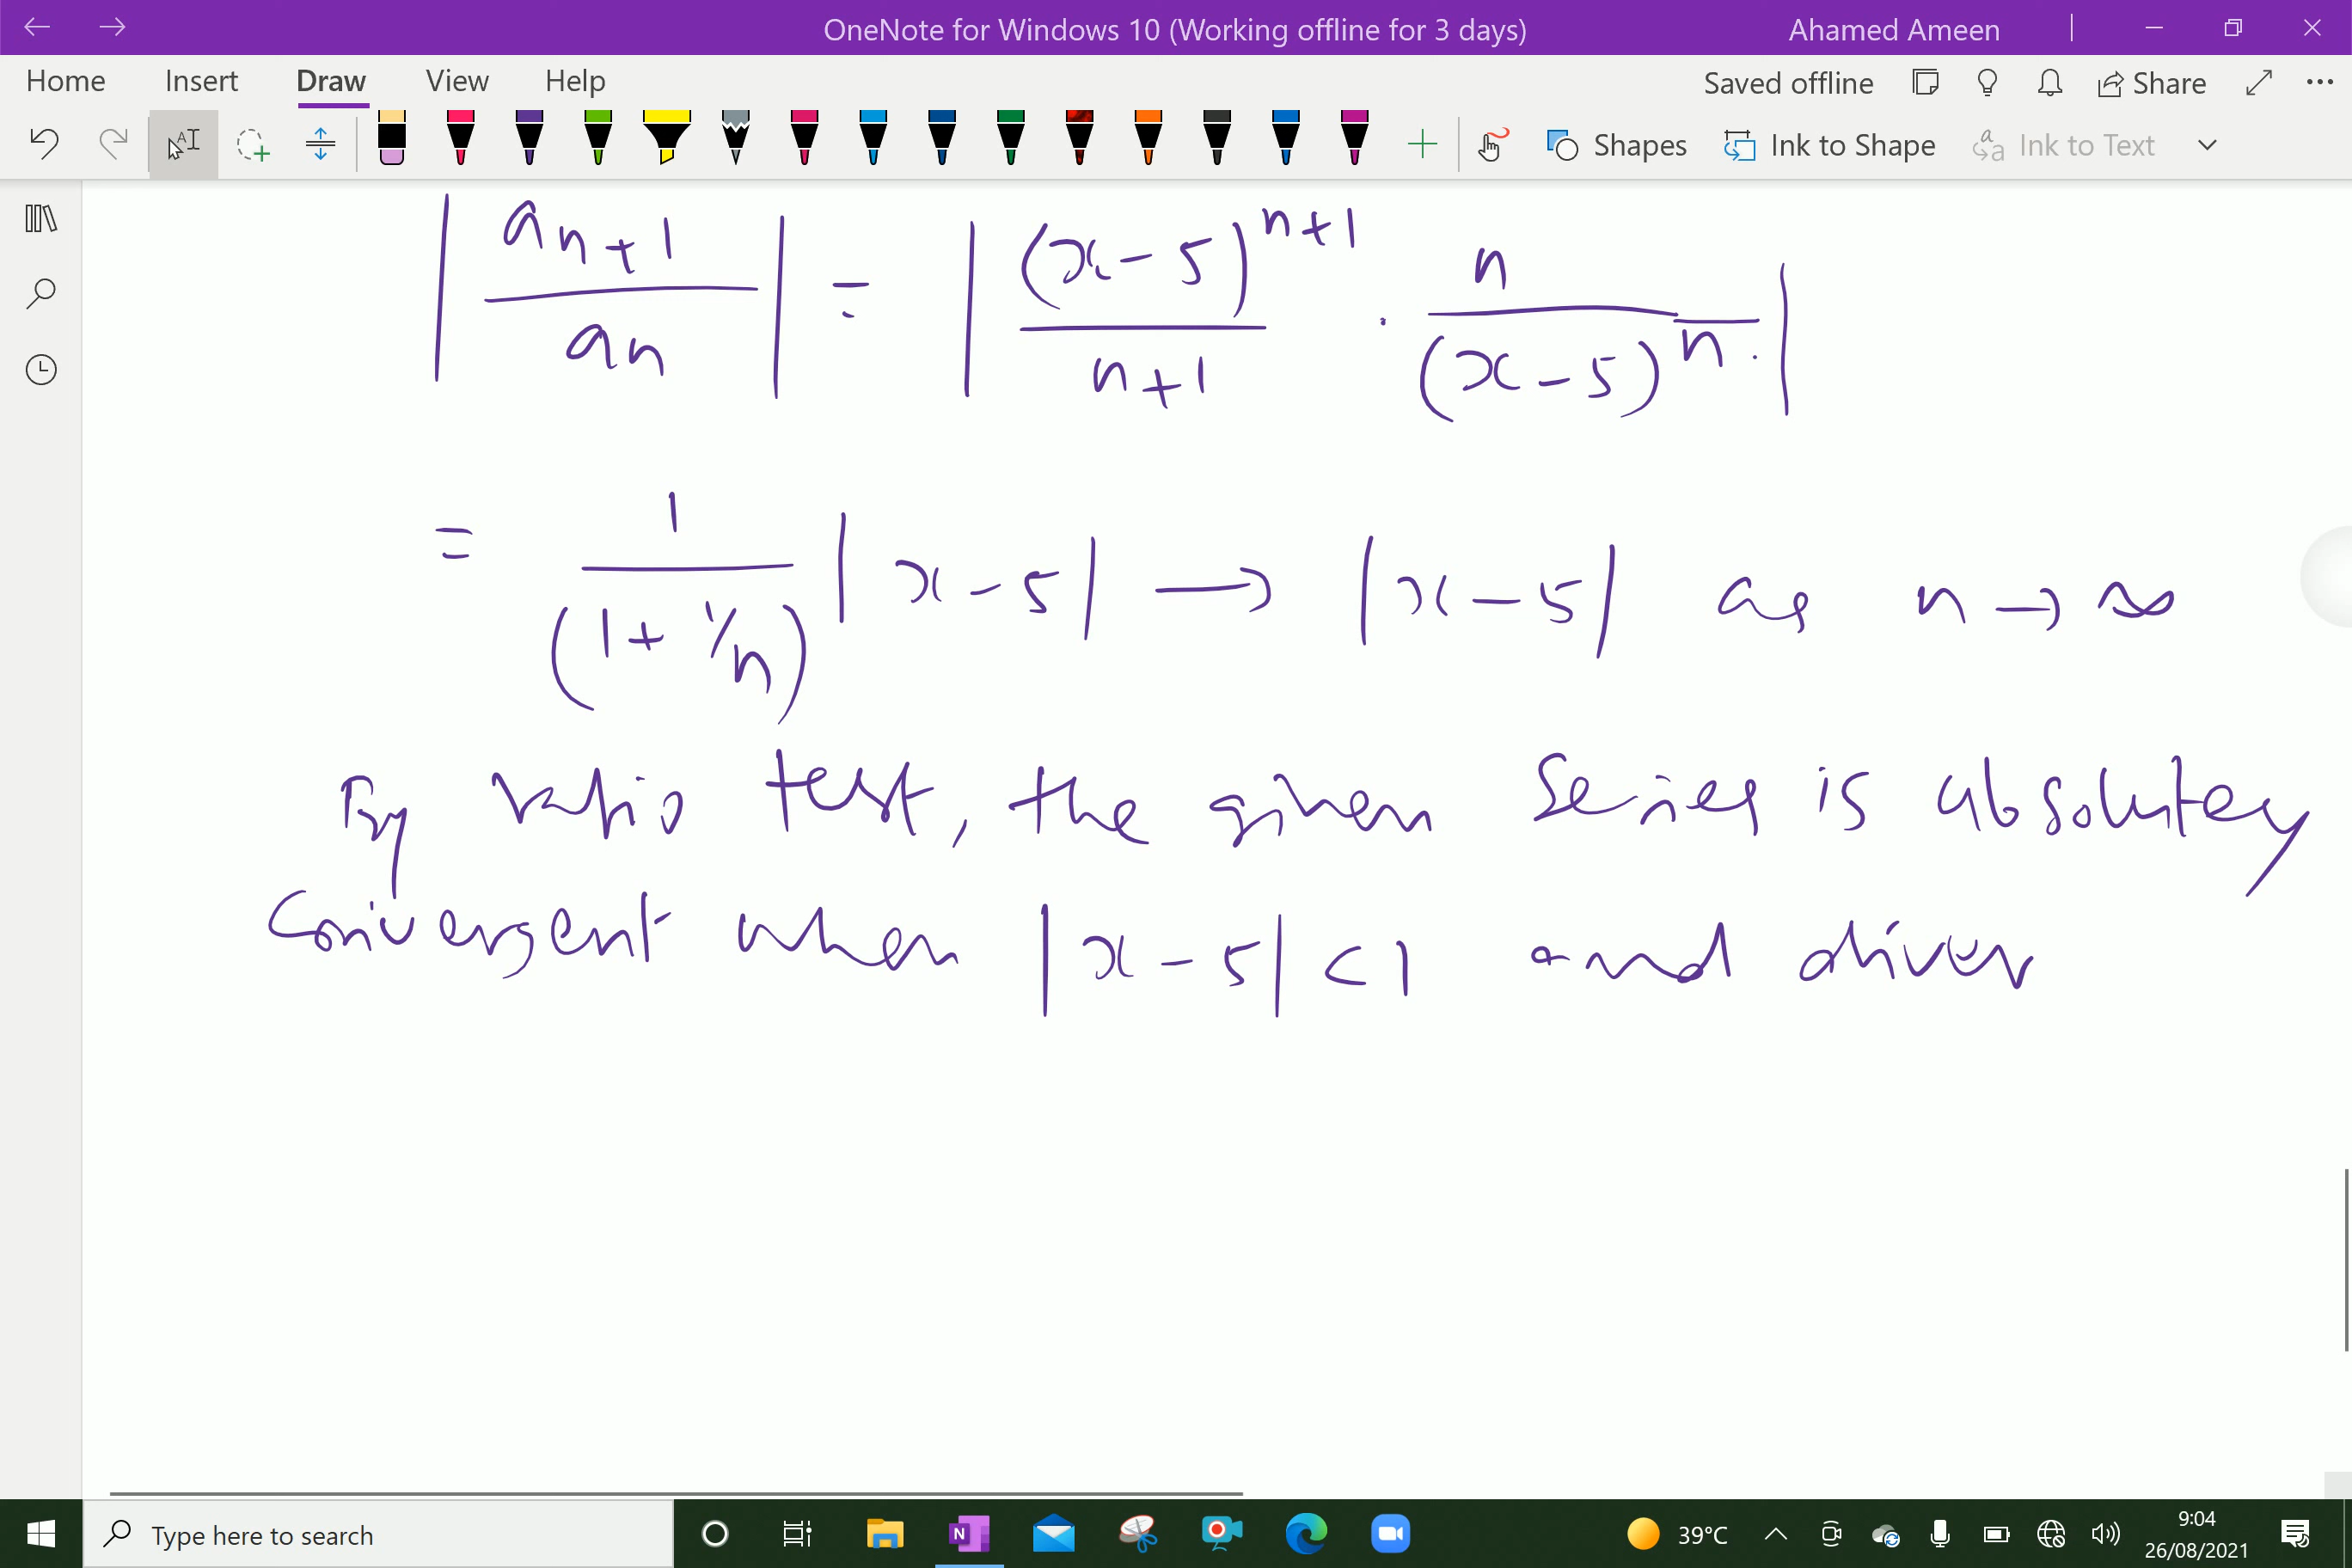 OneNote for Windows 10 (Working offline for 3 days) Ahamed Ameen
Home Insert Draw View Help Saved offline Share
Shapes Ink to Shape Ink to Text
| a_{n+1} / a_n | = | (x-5)^{n+1} / n+1 · n / (x-5)^n . |
= 1 / (1 + 1/n) |x-5| → |x-5| as n → ∞
By ratio test, the given series is absolutey
convergent when |x-5| < 1 and diver
Type here to search 39°C 9:04
26/08/2021